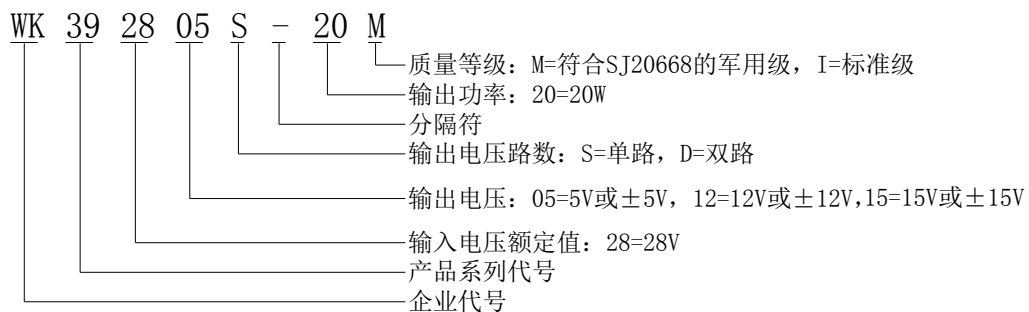 WK 39 28 05 S - 20 M
质量等级：M=符合SJ20668的军用级，I=标准级
输出功率：20=20W
分隔符
输出电压路数：S=单路，D=双路
输出电压：05=5V或±5V，12=12V或±12V,15=15V或±15V
输入电压额定值：28=28V
产品系列代号
企业代号